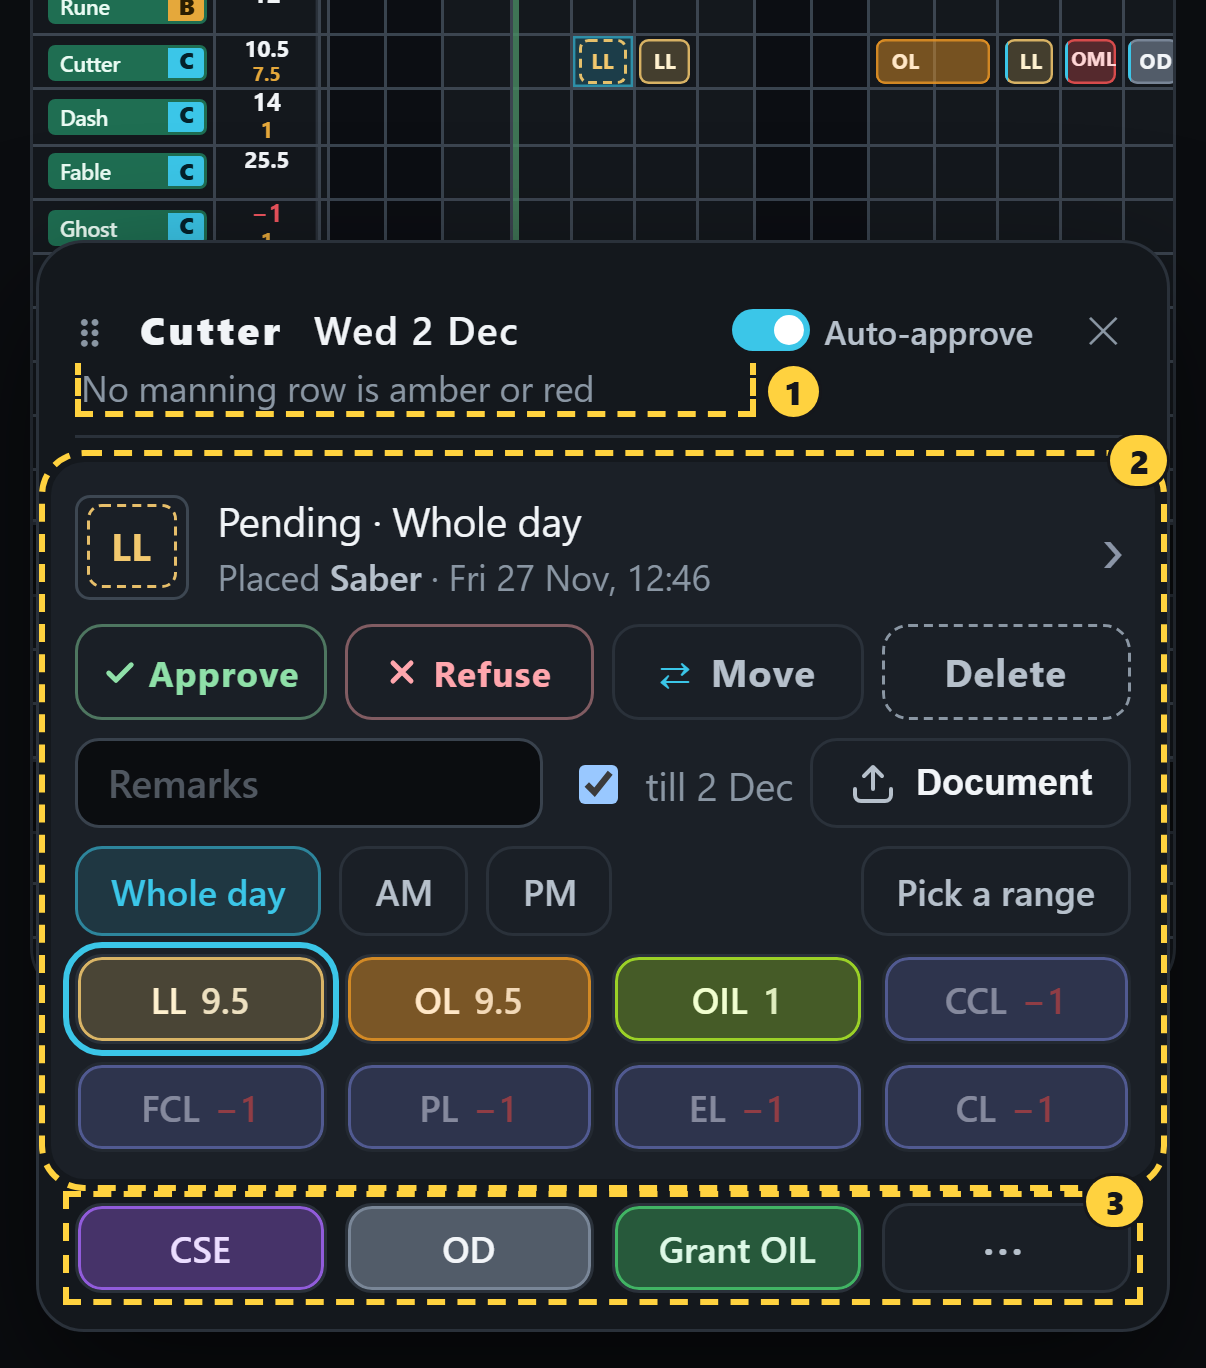 Rune B 12
Cutter C 10.5 LL LL OL LL OML OD
7.5
Dash C 14
1
Fable C 25.5
Ghost C −1
1
Cutter Wed 2 Dec Auto-approve
No manning row is amber or red 1
2
LL Pending · Whole day
Placed Saber · Fri 27 Nov, 12:46
Approve Refuse Move Delete
Remarks till 2 Dec Document
Whole day AM PM Pick a range
LL 9.5 OL 9.5 OIL 1 CCL −1
FCL −1 PL −1 EL −1 CL −1
3
CSE OD Grant OIL ...